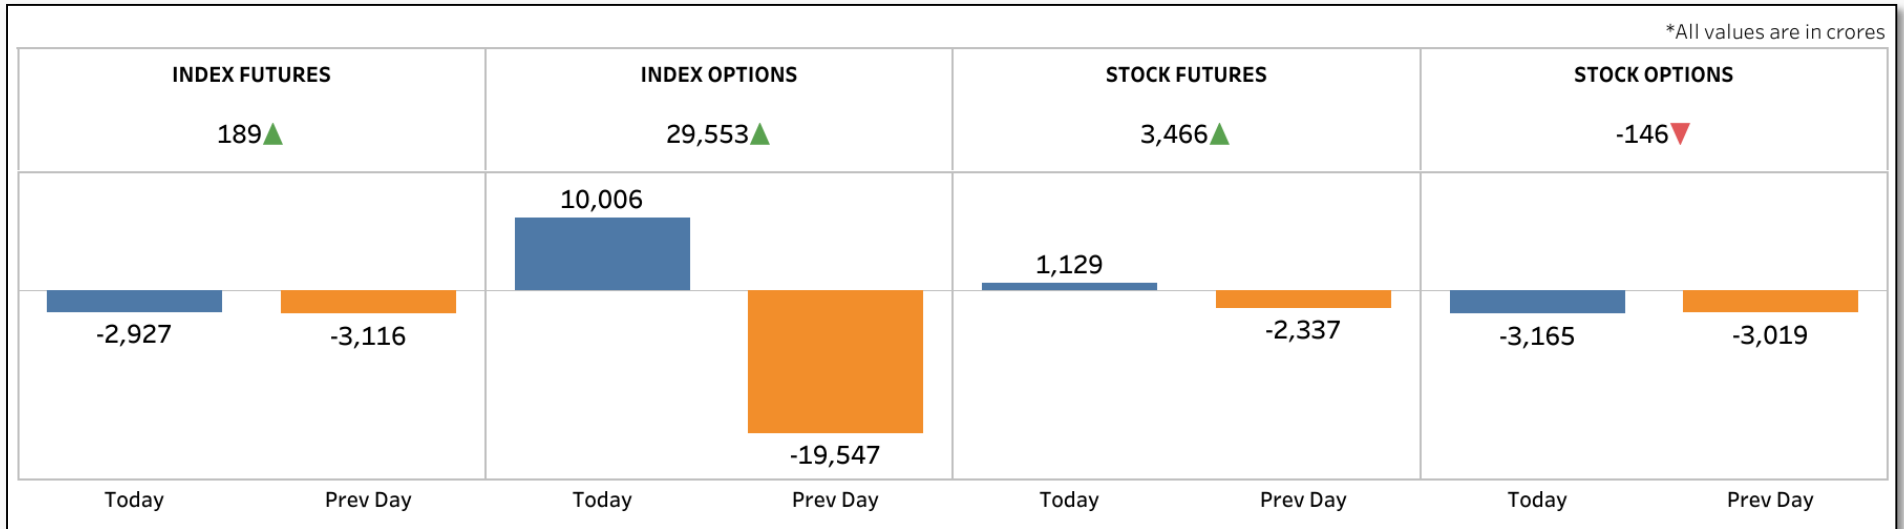 *All values are in crores
INDEX FUTURES
INDEX OPTIONS
STOCK FUTURES
STOCK OPTIONS
189▲
29,553▲
3,466▲
-146▼
10,006
1,129
-2,927
-3,116
-19,547
-2,337
-3,165
-3,019
Today
Prev Day
Today
Prev Day
Today
Prev Day
Today
Prev Day